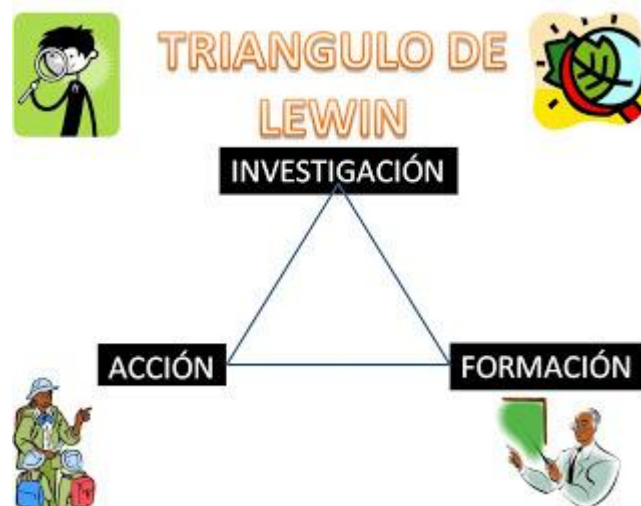 TRIANGULO DE
LEWIN
INVESTIGACIÓN
ACCIÓN
FORMACIÓN